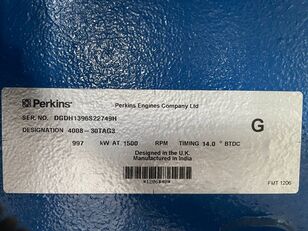 Perkins
Perkins Engines Company Ltd
SER. NO. DGDH1396S22749H
DESIGNATION 4008-30TAG3
G
997 kW AT 1500 RPM TIMING 14.0 ° BTDC
Designed in the U.K.
Manufactured in India
FMT 1206